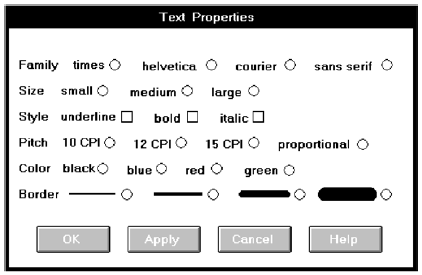 Text Properties
Family times helvetica courier sans serif
Size small medium large
Style underline bold italic
Pitch 10 CPI 12 CPI 15 CPI proportional
Color black blue red green
Border
OK Apply Cancel Help